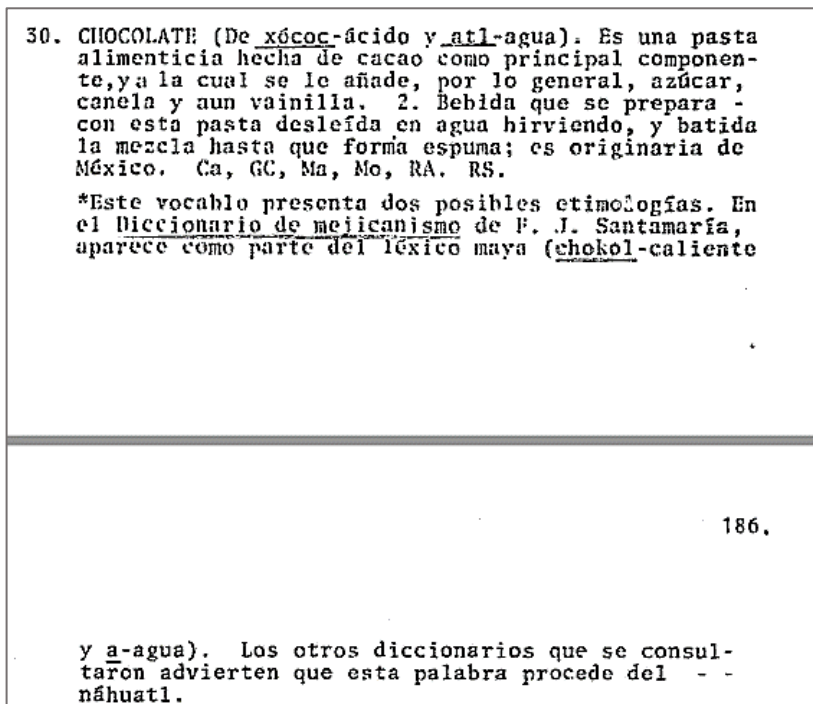 30. CHOCOLATE (De xócoc-ácido y atl-agua). Es una pasta
alimenticia hecha de cacao como principal componen-
te,ya la cual se le añade, por lo general, azúcar,
canela y aun vainilla. 2. Bebida que se prepara -
con esta pasta desleída en agua hirviendo, y batida
la mezcla hasta que forma espuma; es originaria de
México. Ca, GC, Ma, Mo, RA. RS.
*Este vocablo presenta dos posibles etimologías. En
el Diccionario de mejicanismo de F. J. Santamaría,
aparece como parte del léxico maya (chokol-caliente
186.
y a-agua). Los otros diccionarios que se consul-
taron advierten que esta palabra procede del - -
náhuatl.